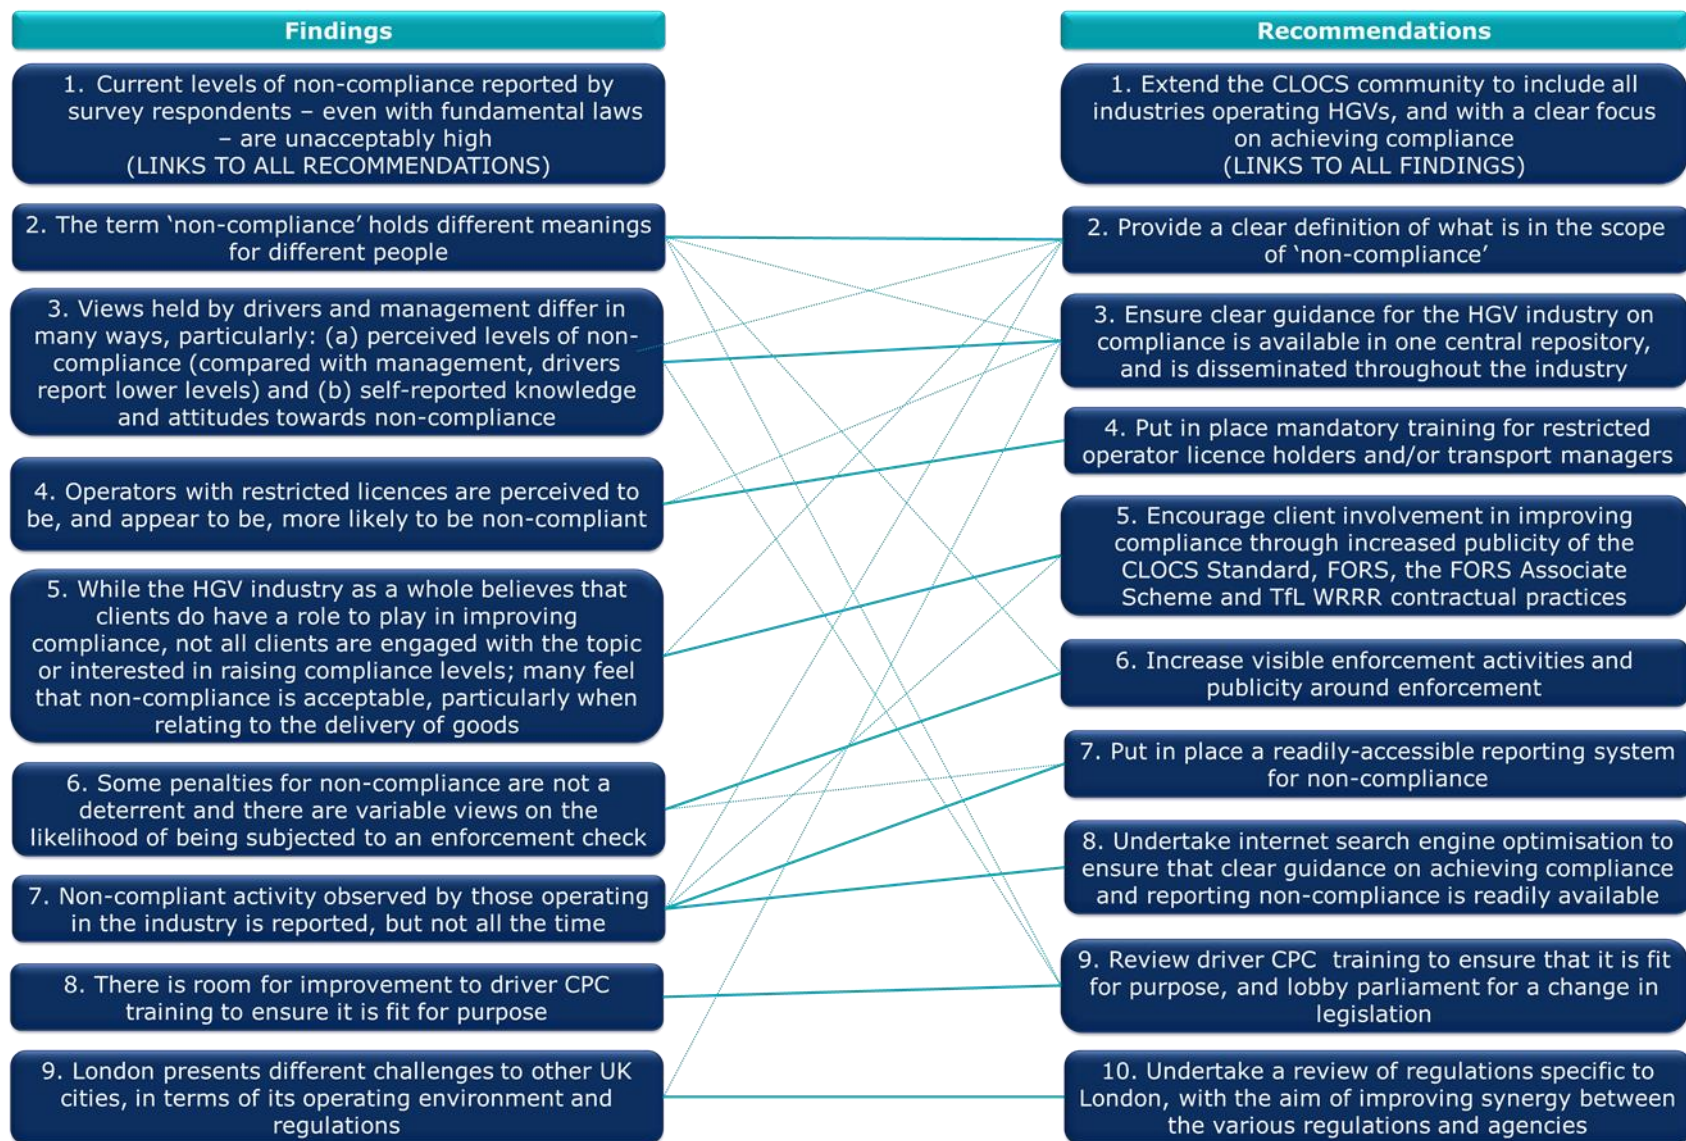 Findings
1. Current levels of non-compliance reported by
survey respondents – even with fundamental laws
– are unacceptably high
(LINKS TO ALL RECOMMENDATIONS)
2. The term ‘non-compliance’ holds different meanings
for different people
3. Views held by drivers and management differ in
many ways, particularly: (a) perceived levels of non-
compliance (compared with management, drivers
report lower levels) and (b) self-reported knowledge
and attitudes towards non-compliance
4. Operators with restricted licences are perceived to
be, and appear to be, more likely to be non-compliant
5. While the HGV industry as a whole believes that
clients do have a role to play in improving
compliance, not all clients are engaged with the topic
or interested in raising compliance levels; many feel
that non-compliance is acceptable, particularly when
relating to the delivery of goods
6. Some penalties for non-compliance are not a
deterrent and there are variable views on the
likelihood of being subjected to an enforcement check
7. Non-compliant activity observed by those operating
in the industry is reported, but not all the time
8. There is room for improvement to driver CPC
training to ensure it is fit for purpose
9. London presents different challenges to other UK
cities, in terms of its operating environment and
regulations
Recommendations
1. Extend the CLOCS community to include all
industries operating HGVs, and with a clear focus
on achieving compliance
(LINKS TO ALL FINDINGS)
2. Provide a clear definition of what is in the scope
of ‘non-compliance’
3. Ensure clear guidance for the HGV industry on
compliance is available in one central repository,
and is disseminated throughout the industry
4. Put in place mandatory training for restricted
operator licence holders and/or transport managers
5. Encourage client involvement in improving
compliance through increased publicity of the
CLOCS Standard, FORS, the FORS Associate
Scheme and TfL WRRR contractual practices
6. Increase visible enforcement activities and
publicity around enforcement
7. Put in place a readily-accessible reporting system
for non-compliance
8. Undertake internet search engine optimisation to
ensure that clear guidance on achieving compliance
and reporting non-compliance is readily available
9. Review driver CPC training to ensure that it is fit
for purpose, and lobby parliament for a change in
legislation
10. Undertake a review of regulations specific to
London, with the aim of improving synergy between
the various regulations and agencies